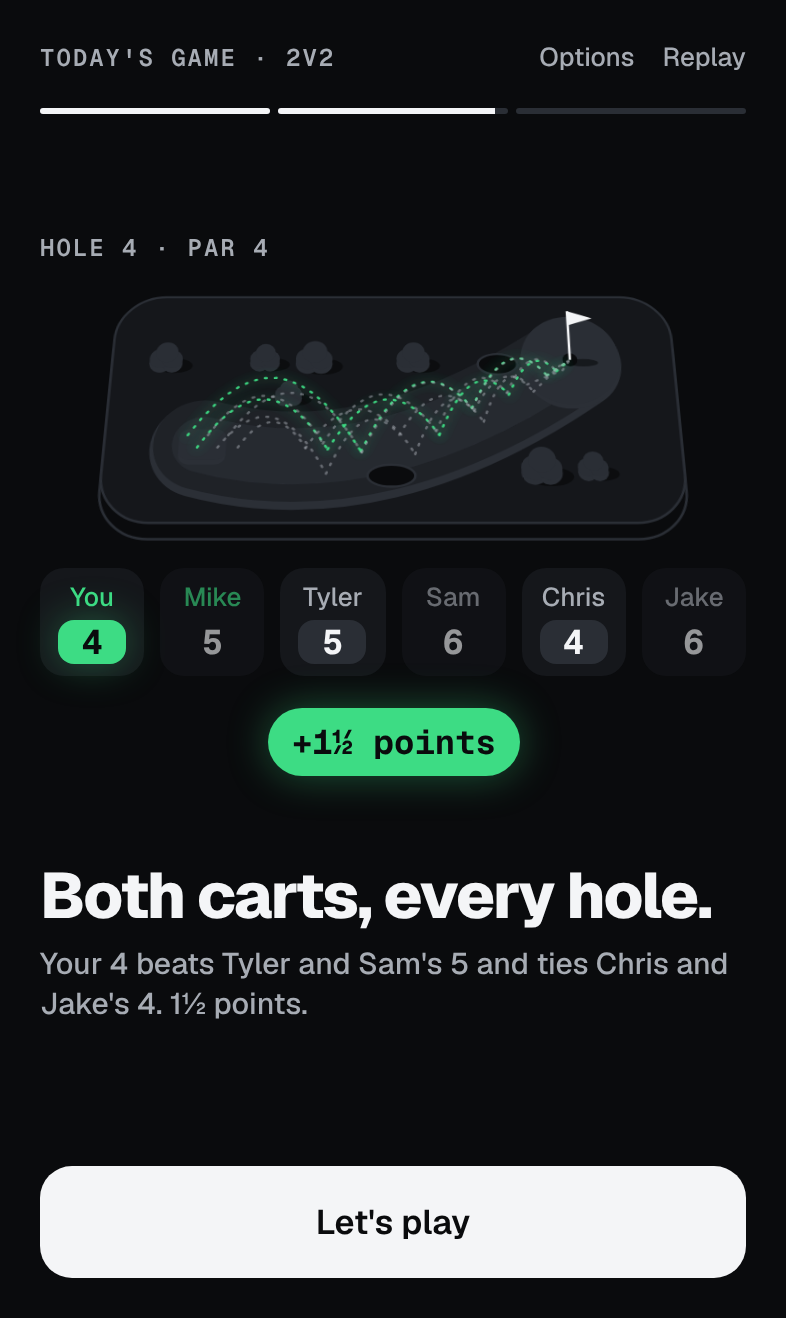 TODAY'S GAME · 2V2
Options
Replay
HOLE 4 · PAR 4
You
Mike
Tyler
Sam
Chris
Jake
4
5
5
6
4
6
+1½ points
Both carts, every hole.
Your 4 beats Tyler and Sam's 5 and ties Chris and
Jake's 4. 1½ points.
Let's play